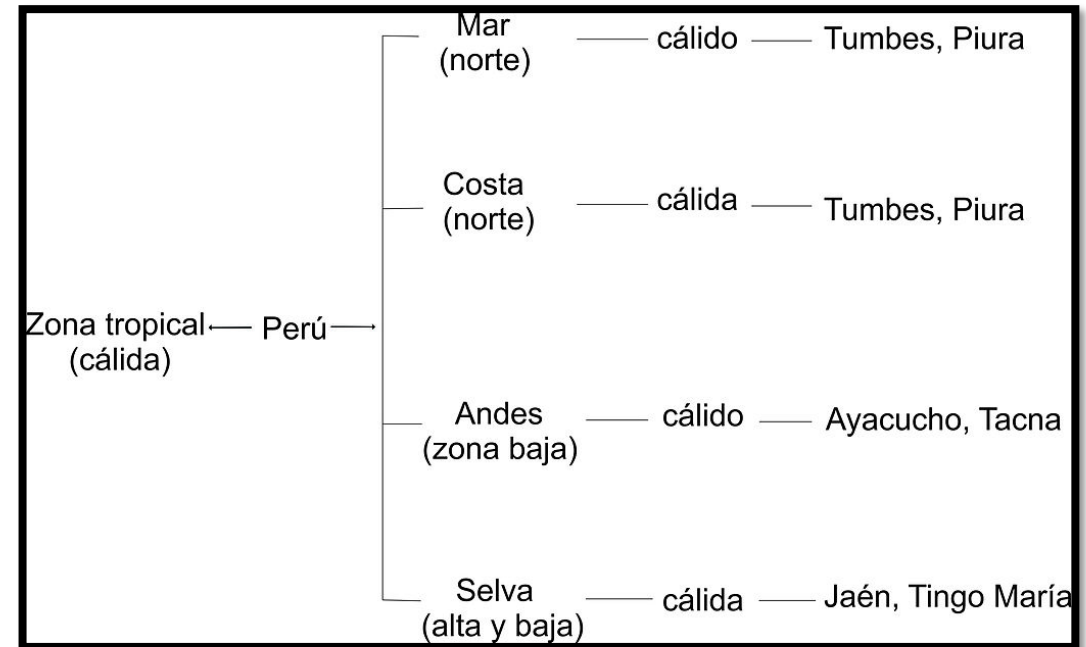 Mar
(norte)
cálido
Tumbes, Piura
Costa
(norte)
cálida
Tumbes, Piura
Zona tropical
(cálida)
Perú
Andes
(zona baja)
cálido
Ayacucho, Tacna
Selva
(alta y baja)
cálida
Jaén, Tingo María